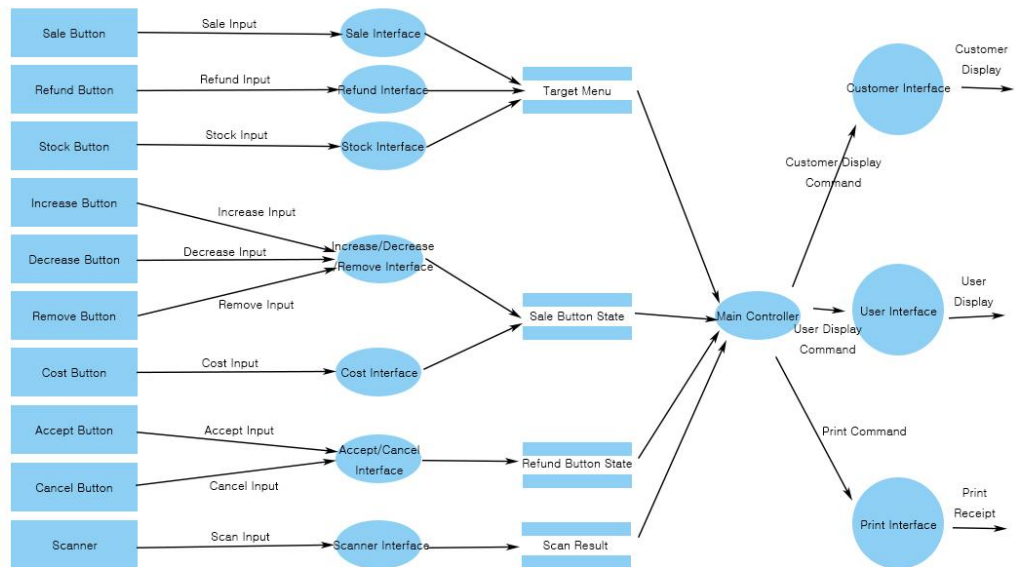 Sale Button
Sale Input
Sale Interface
Refund Button
Refund Input
Refund Interface
Target Menu
Stock Button
Stock Input
Stock Interface
Customer Interface
Customer
Display
Customer Display
Command
Increase Button
Increase Input
Decrease Button
Decrease Input
Increase/Decrease
/Remove Interface
Remove Button
Remove Input
Sale Button State
Main Controller
User Display
Command
User Interface
User
Display
Cost Button
Cost Input
Cost Interface
Accept Button
Accept Input
Accept/Cancel
Interface
Refund Button State
Print Command
Cancel Button
Cancel Input
Scanner
Scan Input
Scanner Interface
Scan Result
Print Interface
Print
Receipt